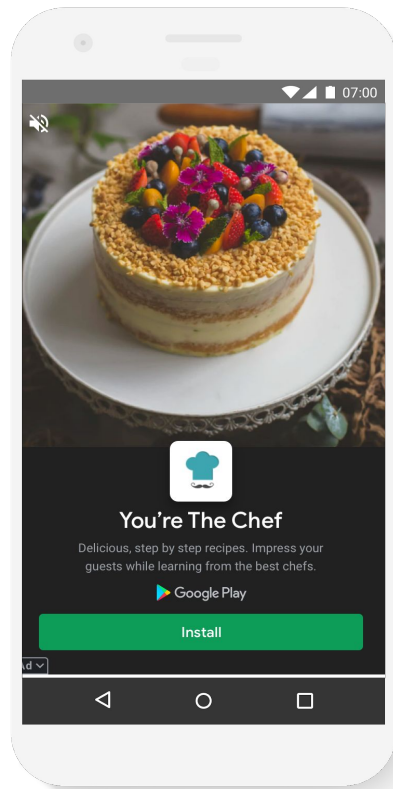 07:00
You're The Chef
Delicious, step by step recipes. Impress your
guests while learning from the best chefs.
Google Play
Install
Ad